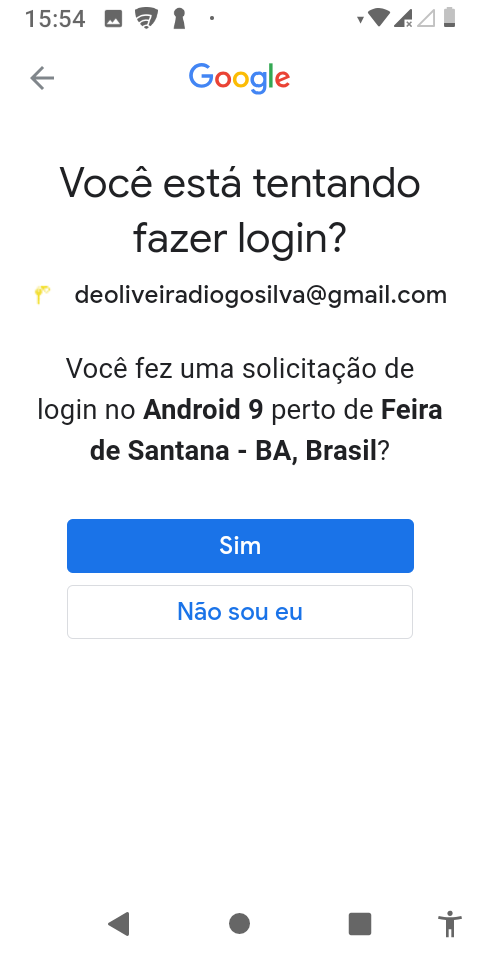 15:54
Google
Você está tentando
fazer login?
deoliveiradiogosilva@gmail.com
Você fez uma solicitação de
login no Android 9 perto de Feira
de Santana - BA, Brasil?
Sim
Não sou eu